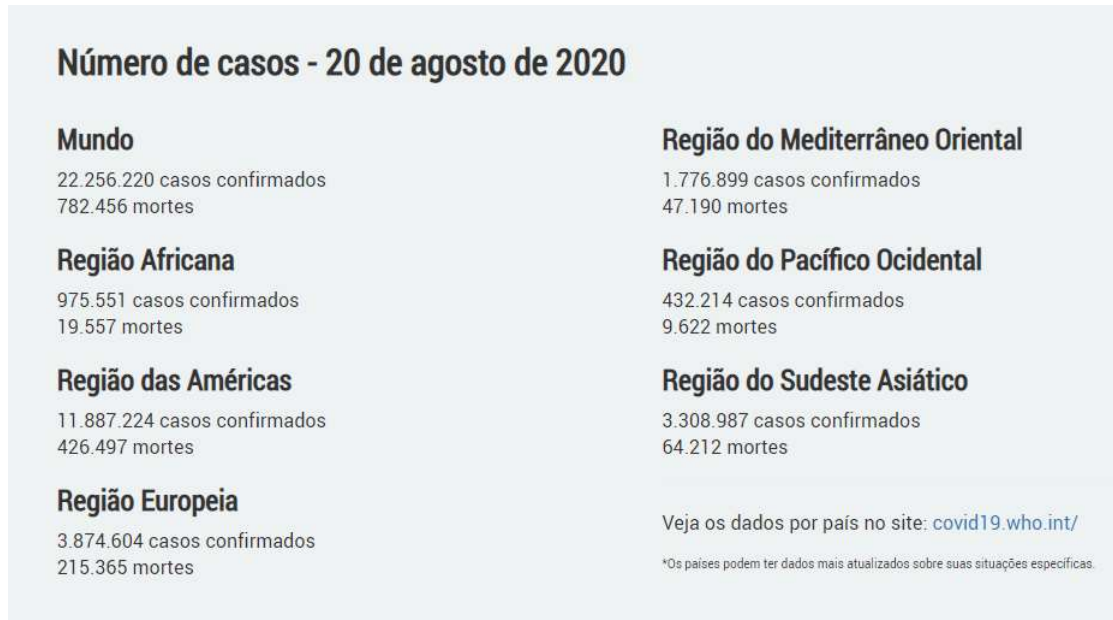 Número de casos - 20 de agosto de 2020
Mundo
22.256.220 casos confirmados
782.456 mortes
Região Africana
975.551 casos confirmados
19.557 mortes
Região das Américas
11.887.224 casos confirmados
426.497 mortes
Região Europeia
3.874.604 casos confirmados
215.365 mortes
Região do Mediterrâneo Oriental
1.776.899 casos confirmados
47.190 mortes
Região do Pacífico Ocidental
432.214 casos confirmados
9.622 mortes
Região do Sudeste Asiático
3.308.987 casos confirmados
64.212 mortes
Veja os dados por país no site: covid19.who.int/
*Os países podem ter dados mais atualizados sobre suas situações específicas.